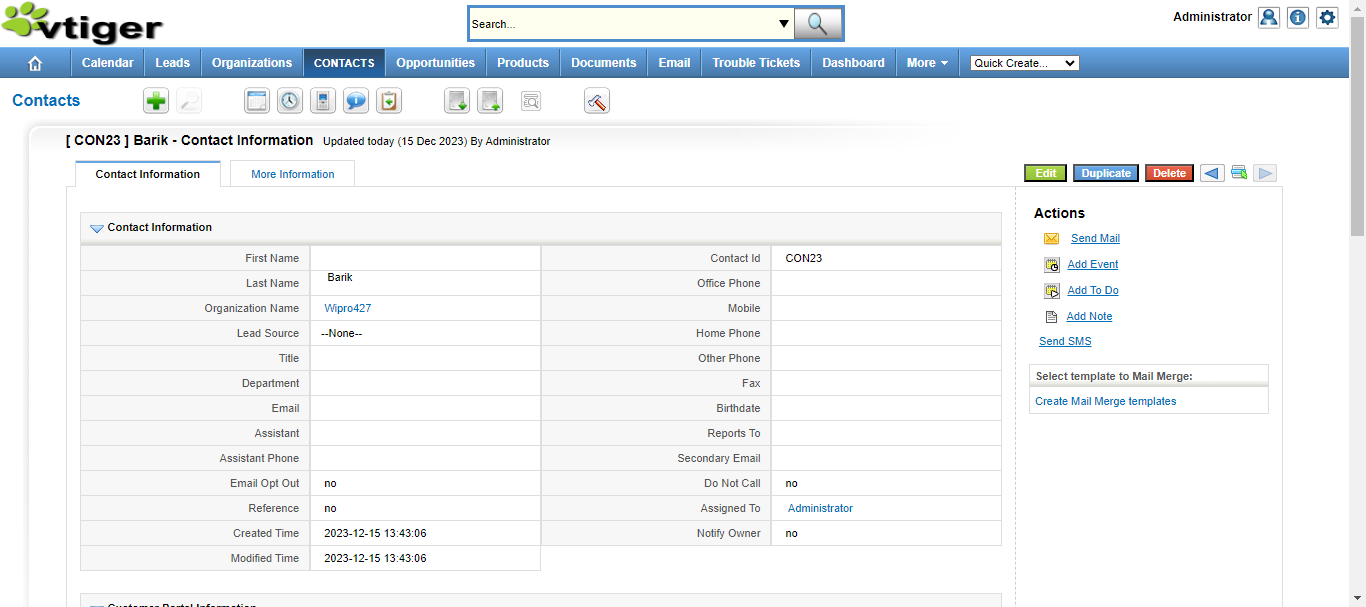 vtiger
Search...
Administrator
Calendar Leads Organizations CONTACTS Opportunities Products Documents Email Trouble Tickets Dashboard More Quick Create...
Contacts
[ CON23 ] Barik - Contact Information Updated today (15 Dec 2023) By Administrator
Contact Information More Information
Edit Duplicate Delete
Contact Information
First Name Contact Id CON23
Last Name Barik Office Phone
Organization Name Wipro427 Mobile
Lead Source --None-- Home Phone
Title Other Phone
Department Fax
Email Birthdate
Assistant Reports To
Assistant Phone Secondary Email
Email Opt Out no Do Not Call no
Reference no Assigned To Administrator
Created Time 2023-12-15 13:43:06 Notify Owner no
Modified Time 2023-12-15 13:43:06
Customer Portal Information
Actions
Send Mail
Add Event
Add To Do
Add Note
Send SMS
Select template to Mail Merge:
Create Mail Merge templates